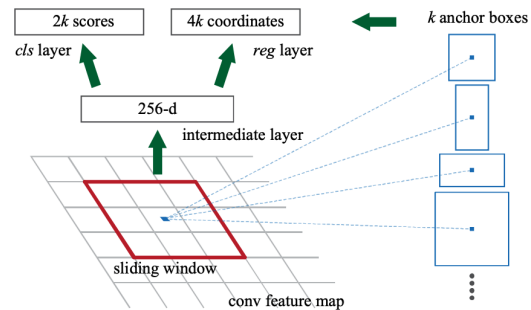 2k scores
4k coordinates
k anchor boxes
cls layer
reg layer
256-d
intermediate layer
sliding window
conv feature map